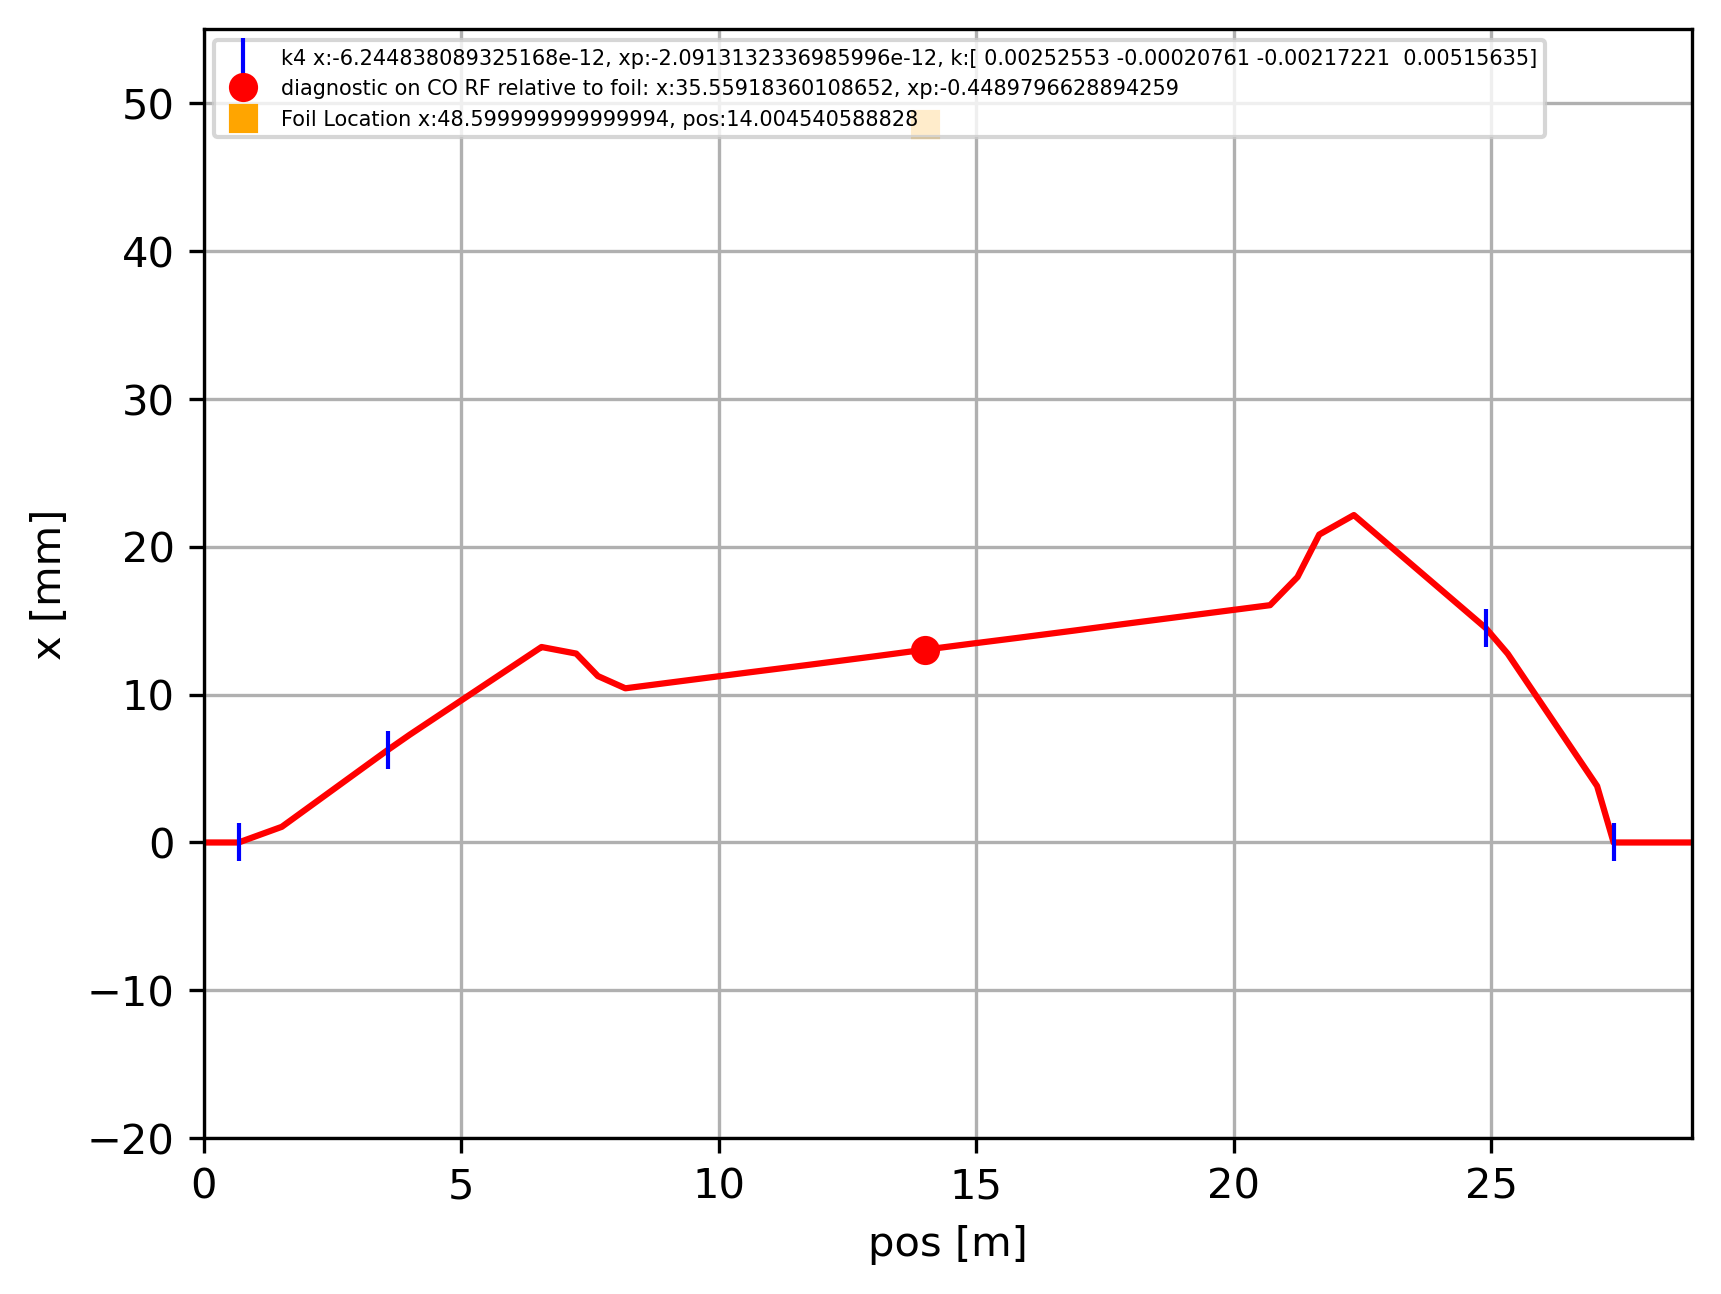 k4 x:-6.244838089325168e-12, xp:-2.0913132336985996e-12, k:[ 0.00252553 -0.00020761 -0.00217221  0.00515635]
diagnostic on CO RF relative to foil: x:35.55918360108652, xp:-0.4489796628894259
Foil Location x:48.599999999999994, pos:14.004540588828
50
40
30
20
10
0
−10
−20
x [mm]
0 5 10 15 20 25
pos [m]